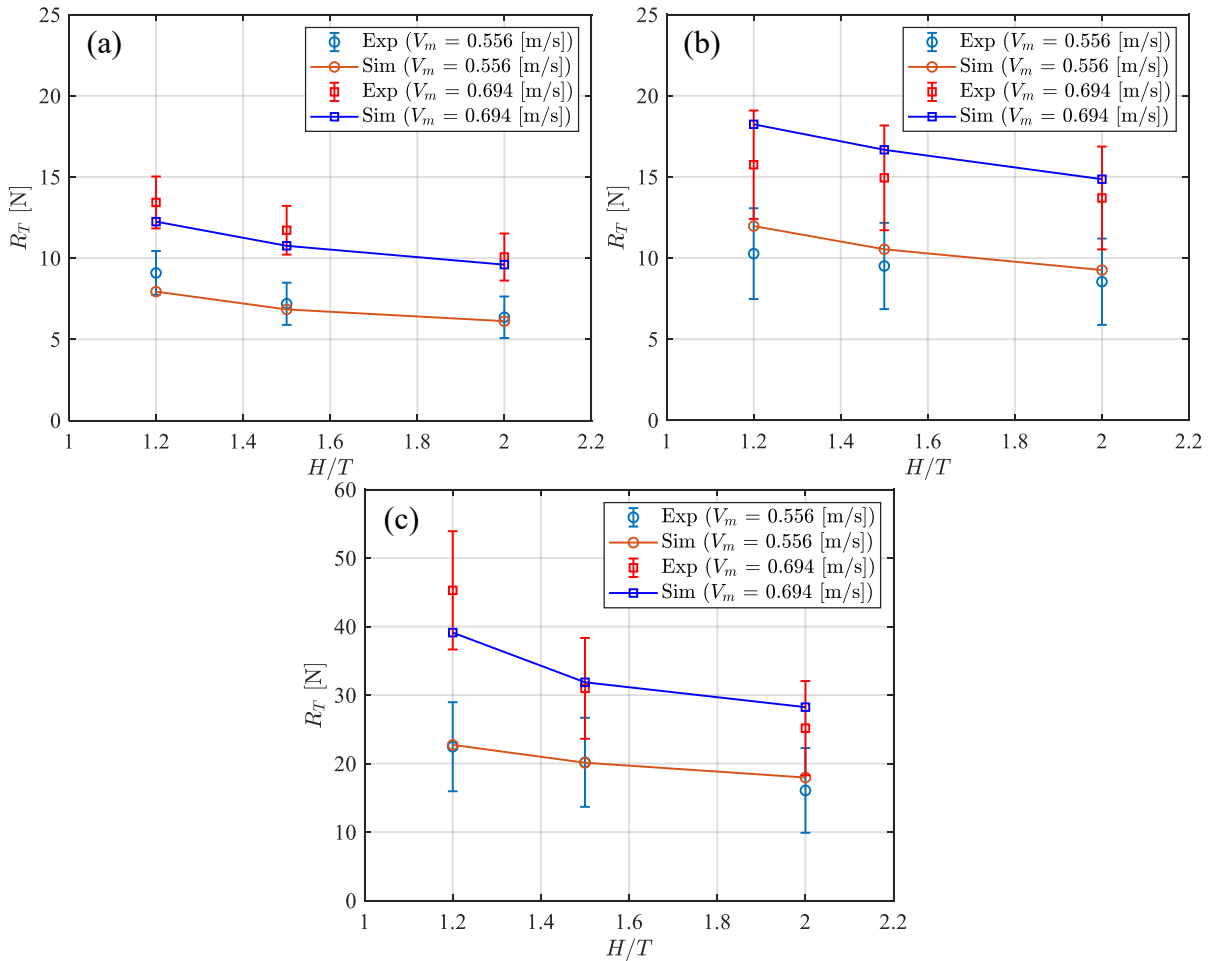 (a)
Exp (V_m = 0.556 [m/s])
Sim (V_m = 0.556 [m/s])
Exp (V_m = 0.694 [m/s])
Sim (V_m = 0.694 [m/s])
25
20
15
10
5
0
R_T [N]
1 1.2 1.4 1.6 1.8 2 2.2
H/T
(b)
Exp (V_m = 0.556 [m/s])
Sim (V_m = 0.556 [m/s])
Exp (V_m = 0.694 [m/s])
Sim (V_m = 0.694 [m/s])
25
20
15
10
5
0
R_T [N]
1 1.2 1.4 1.6 1.8 2 2.2
H/T
(c)
Exp (V_m = 0.556 [m/s])
Sim (V_m = 0.556 [m/s])
Exp (V_m = 0.694 [m/s])
Sim (V_m = 0.694 [m/s])
60
50
40
30
20
10
0
R_T [N]
1 1.2 1.4 1.6 1.8 2 2.2
H/T